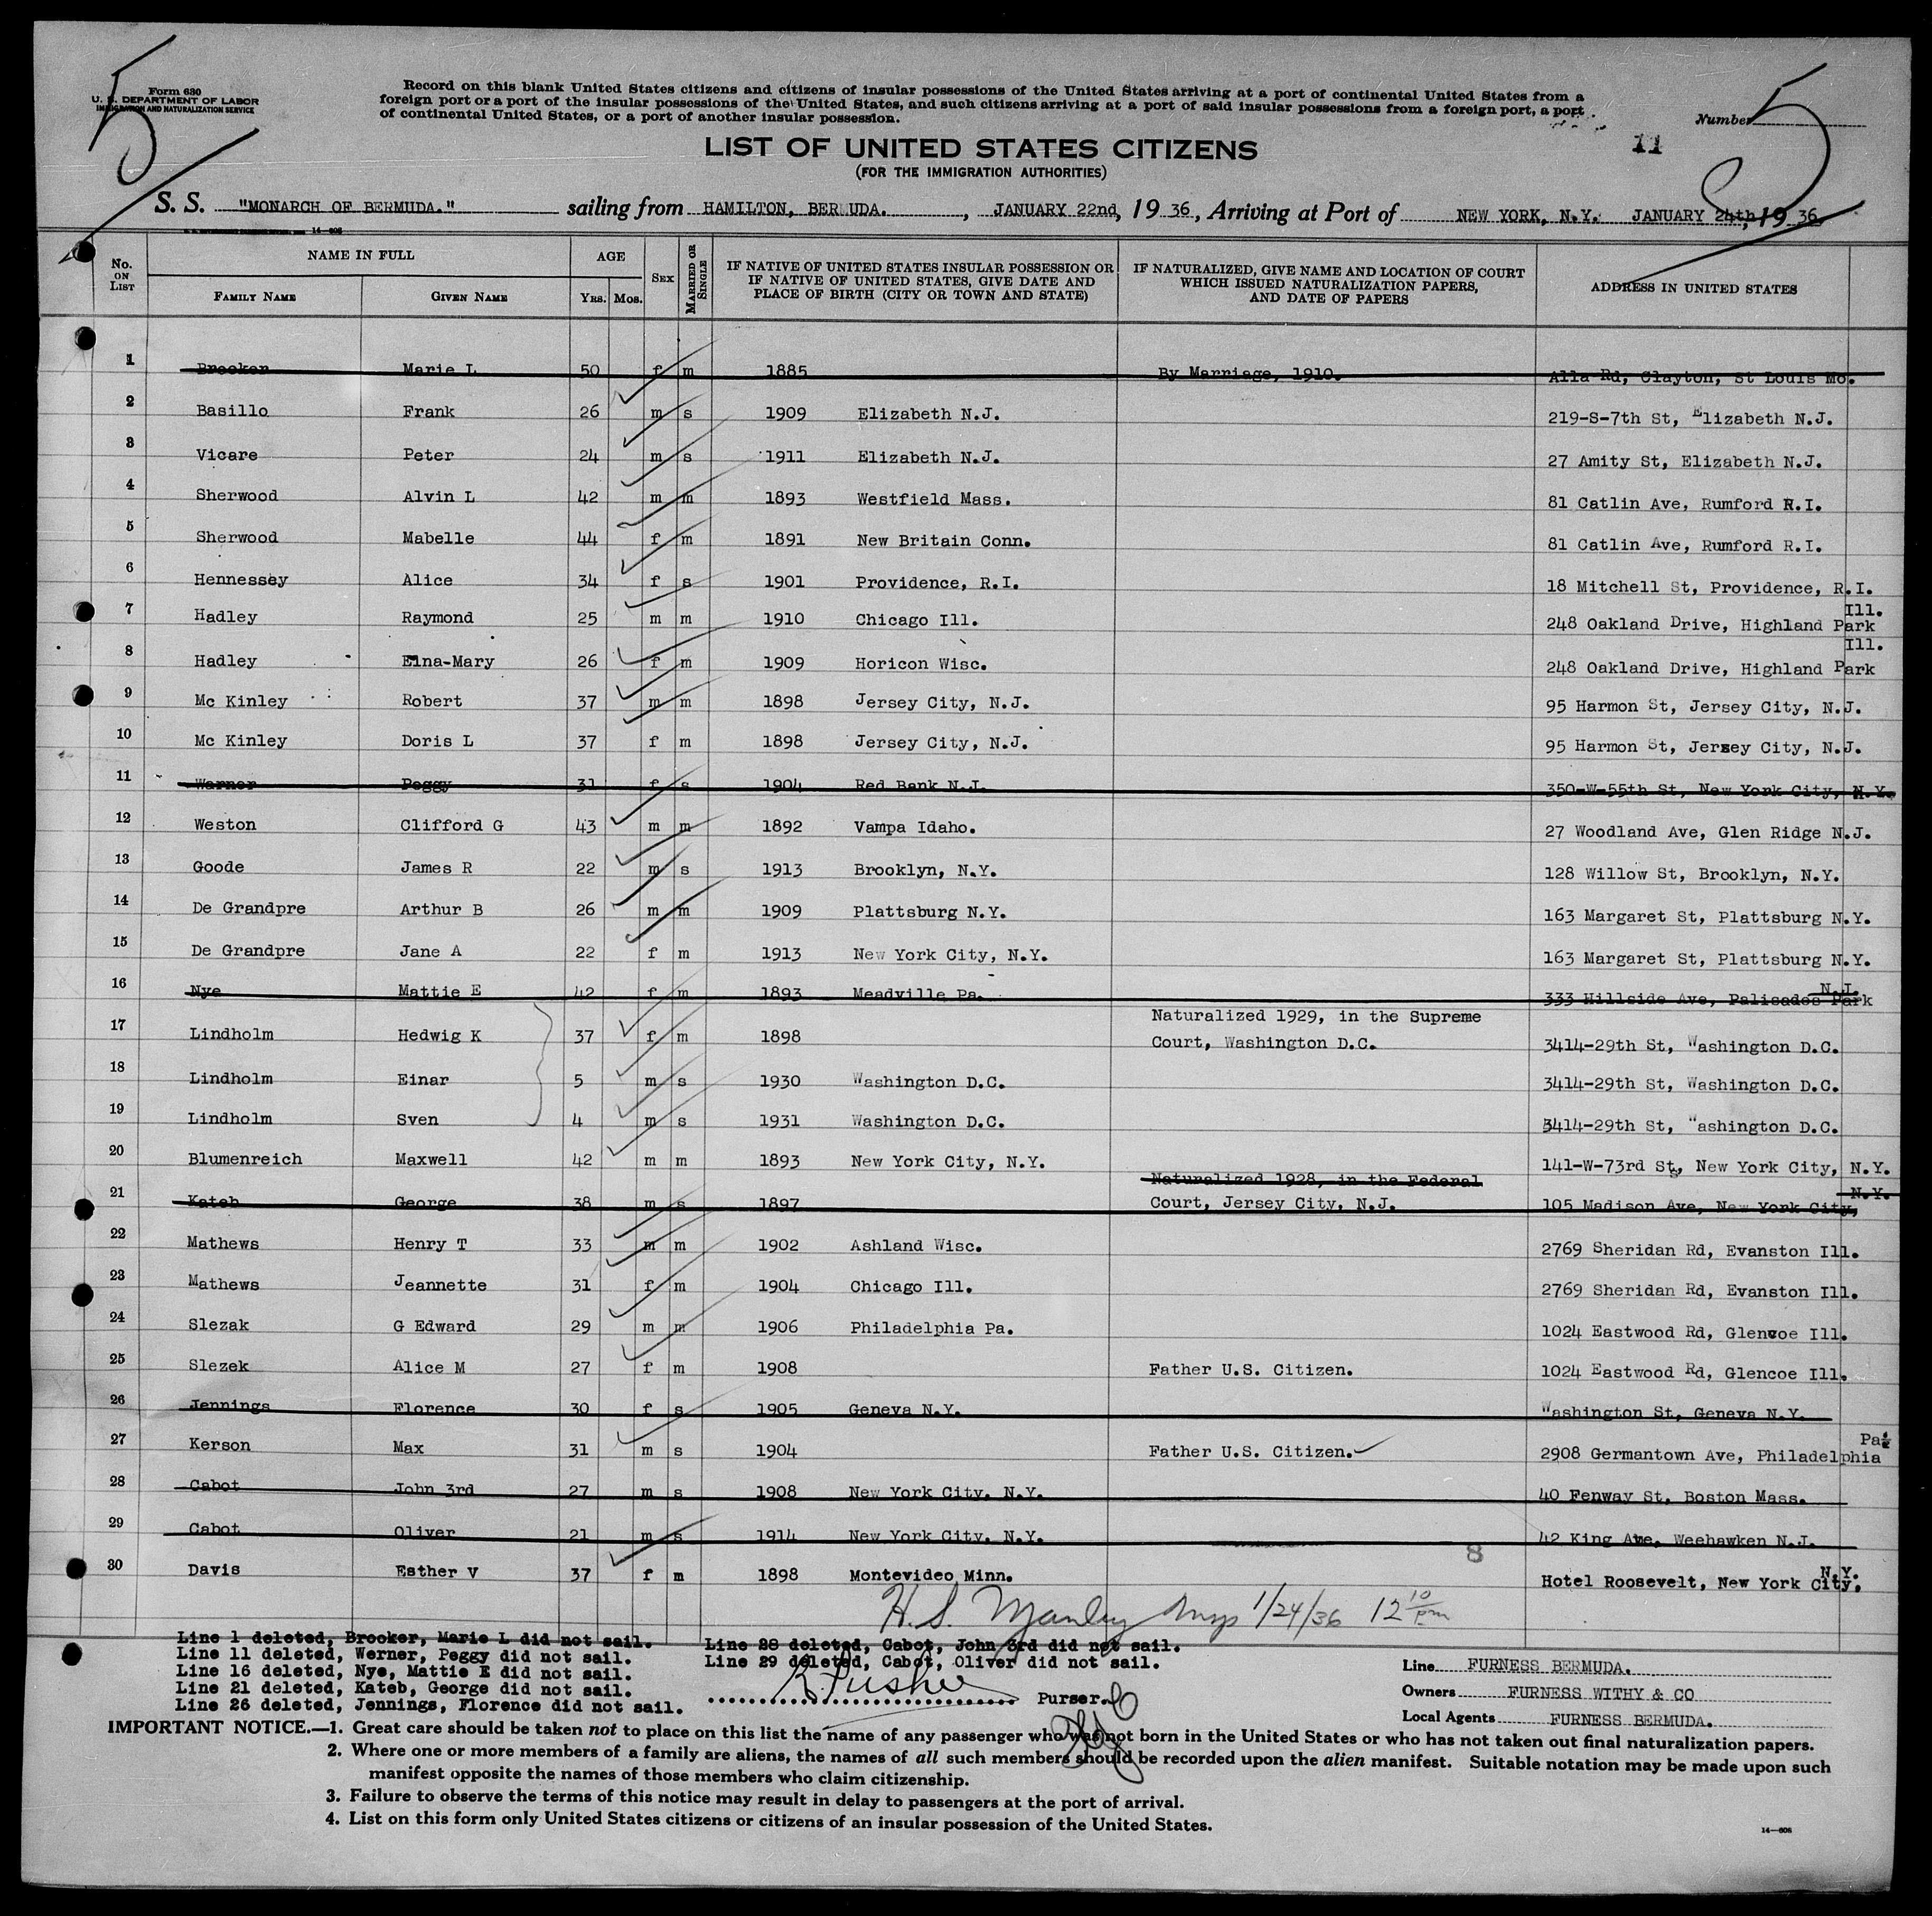 5
5
Form 630
U. S. DEPARTMENT OF LABOR
IMMIGRATION AND NATURALIZATION SERVICE
Record on this blank United States citizens and citizens of insular possessions of the United States arriving at a port of continental United States from a
foreign port or a port of the insular possessions of the United States, and such citizens arriving at a port of said insular possessions from a foreign port, a port
of continental United States, or a port of another insular possession.
Number
11
LIST OF UNITED STATES CITIZENS
(FOR THE IMMIGRATION AUTHORITIES)
S. S. "MONARCH OF BERMUDA." sailing from HAMILTON, BERMUDA. , JANUARY 22nd, 19 36, Arriving at Port of NEW YORK, N.Y. JANUARY 24th, 19 36.
14-608
No. ON LIST NAME IN FULL AGE SEX MARRIED OR SINGLE IF NATIVE OF UNITED STATES INSULAR POSSESSION OR IF NATIVE OF UNITED STATES, GIVE DATE AND PLACE OF BIRTH (CITY OR TOWN AND STATE) IF NATURALIZED, GIVE NAME AND LOCATION OF COURT WHICH ISSUED NATURALIZATION PAPERS, AND DATE OF PAPERS ADDRESS IN UNITED STATES
FAMILY NAME GIVEN NAME YRS. MOS.
1 Brooker Marie L 50 f m 1885 By Marriage, 1910. Alla Rd, Clayton, St Louis Mo.
2 Basillo Frank 26 m s 1909 Elizabeth N.J. 219-S-7th St, Elizabeth N.J.
3 Vicare Peter 24 m s 1911 Elizabeth N.J. 27 Amity St, Elizabeth N.J.
4 Sherwood Alvin L 42 m m 1893 Westfield Mass. 81 Catlin Ave, Rumford R.I.
5 Sherwood Mabelle 44 f m 1891 New Britain Conn. 81 Catlin Ave, Rumford R.I.
6 Hennessey Alice 34 f s 1901 Providence, R.I. 18 Mitchell St, Providence, R.I.
7 Hadley Raymond 25 m m 1910 Chicago Ill. 248 Oakland Drive, Highland Park Ill.
8 Hadley Elna-Mary 26 f m 1909 Horicon Wisc. 248 Oakland Drive, Highland Park Ill.
9 Mc Kinley Robert 37 m m 1898 Jersey City, N.J. 95 Harmon St, Jersey City, N.J.
10 Mc Kinley Doris L 37 f m 1898 Jersey City, N.J. 95 Harmon St, Jersey City, N.J.
11 Warner Peggy 31 f s 1904 Red Bank N.J. 350-W-55th St, New York City, N.Y.
12 Weston Clifford G 43 m m 1892 Vampa Idaho. 27 Woodland Ave, Glen Ridge N.J.
13 Goode James R 22 m s 1913 Brooklyn, N.Y. 128 Willow St, Brooklyn, N.Y.
14 De Grandpre Arthur B 26 m m 1909 Plattsburg N.Y. 163 Margaret St, Plattsburg N.Y.
15 De Grandpre Jane A 22 f m 1913 New York City, N.Y. 163 Margaret St, Plattsburg N.Y.
16 Nye Mattie E 42 f m 1893 Meadville Pa. 333 Hillside Ave, Palisades Park N.J.
17 Lindholm Hedwig K 37 f m 1898 Naturalized 1929, in the Supreme Court, Washington D.C. 3414-29th St, Washington D.C.
18 Lindholm Einar 5 m s 1930 Washington D.C. 3414-29th St, Washington D.C.
19 Lindholm Sven 4 m s 1931 Washington D.C. 3414-29th St, Washington D.C.
20 Blumenreich Maxwell 42 m m 1893 New York City, N.Y. 141-W-73rd St, New York City, N.Y.
21 Kateb George 38 m s 1897 Naturalized 1928, in the Federal Court, Jersey City, N.J. 105 Madison Ave, New York City, N.Y.
22 Mathews Henry T 33 m m 1902 Ashland Wisc. 2769 Sheridan Rd, Evanston Ill.
23 Mathews Jeannette 31 f m 1904 Chicago Ill. 2769 Sheridan Rd, Evanston Ill.
24 Slezak G Edward 29 m m 1906 Philadelphia Pa. 1024 Eastwood Rd, Glencoe Ill.
25 Slezek Alice M 27 f m 1908 Father U.S. Citizen. 1024 Eastwood Rd, Glencoe Ill.
26 Jennings Florence 30 f s 1905 Geneva N.Y. Washington St, Geneva N.Y.
27 Kerson Max 31 m s 1904 Father U.S. Citizen. 2908 Germantown Ave, Philadelphia Pa
28 Cabot John 3rd 27 m s 1908 New York City, N.Y. 40 Fenway St, Boston Mass.
29 Cabot Oliver 21 m s 1914 New York City, N.Y. 42 King Ave, Weehawken N.J.
30 Davis Esther V 37 f m 1898 Montevideo Minn. 8 Hotel Roosevelt, New York City, N.Y.
H. S. Manley Insp 1/24/36 12 10 pm
Line 1 deleted, Brooker, Marie L did not sail.
Line 11 deleted, Werner, Peggy did not sail.
Line 16 deleted, Nye, Mattie E did not sail.
Line 21 deleted, Kateb, George did not sail.
Line 26 deleted, Jennings, Florence did not sail.
Line 28 deleted, Cabot, John 3rd did not sail.
Line 29 deleted, Cabot, Oliver did not sail.
Purser.
Line FURNESS BERMUDA.
Owners FURNESS WITHY & CO
Local Agents FURNESS BERMUDA.
IMPORTANT NOTICE.—1. Great care should be taken not to place on this list the name of any passenger who was not born in the United States or who has not taken out final naturalization papers.
2. Where one or more members of a family are aliens, the names of all such members should be recorded upon the alien manifest. Suitable notation may be made upon such
manifest opposite the names of those members who claim citizenship.
3. Failure to observe the terms of this notice may result in delay to passengers at the port of arrival.
4. List on this form only United States citizens or citizens of an insular possession of the United States.
14-608